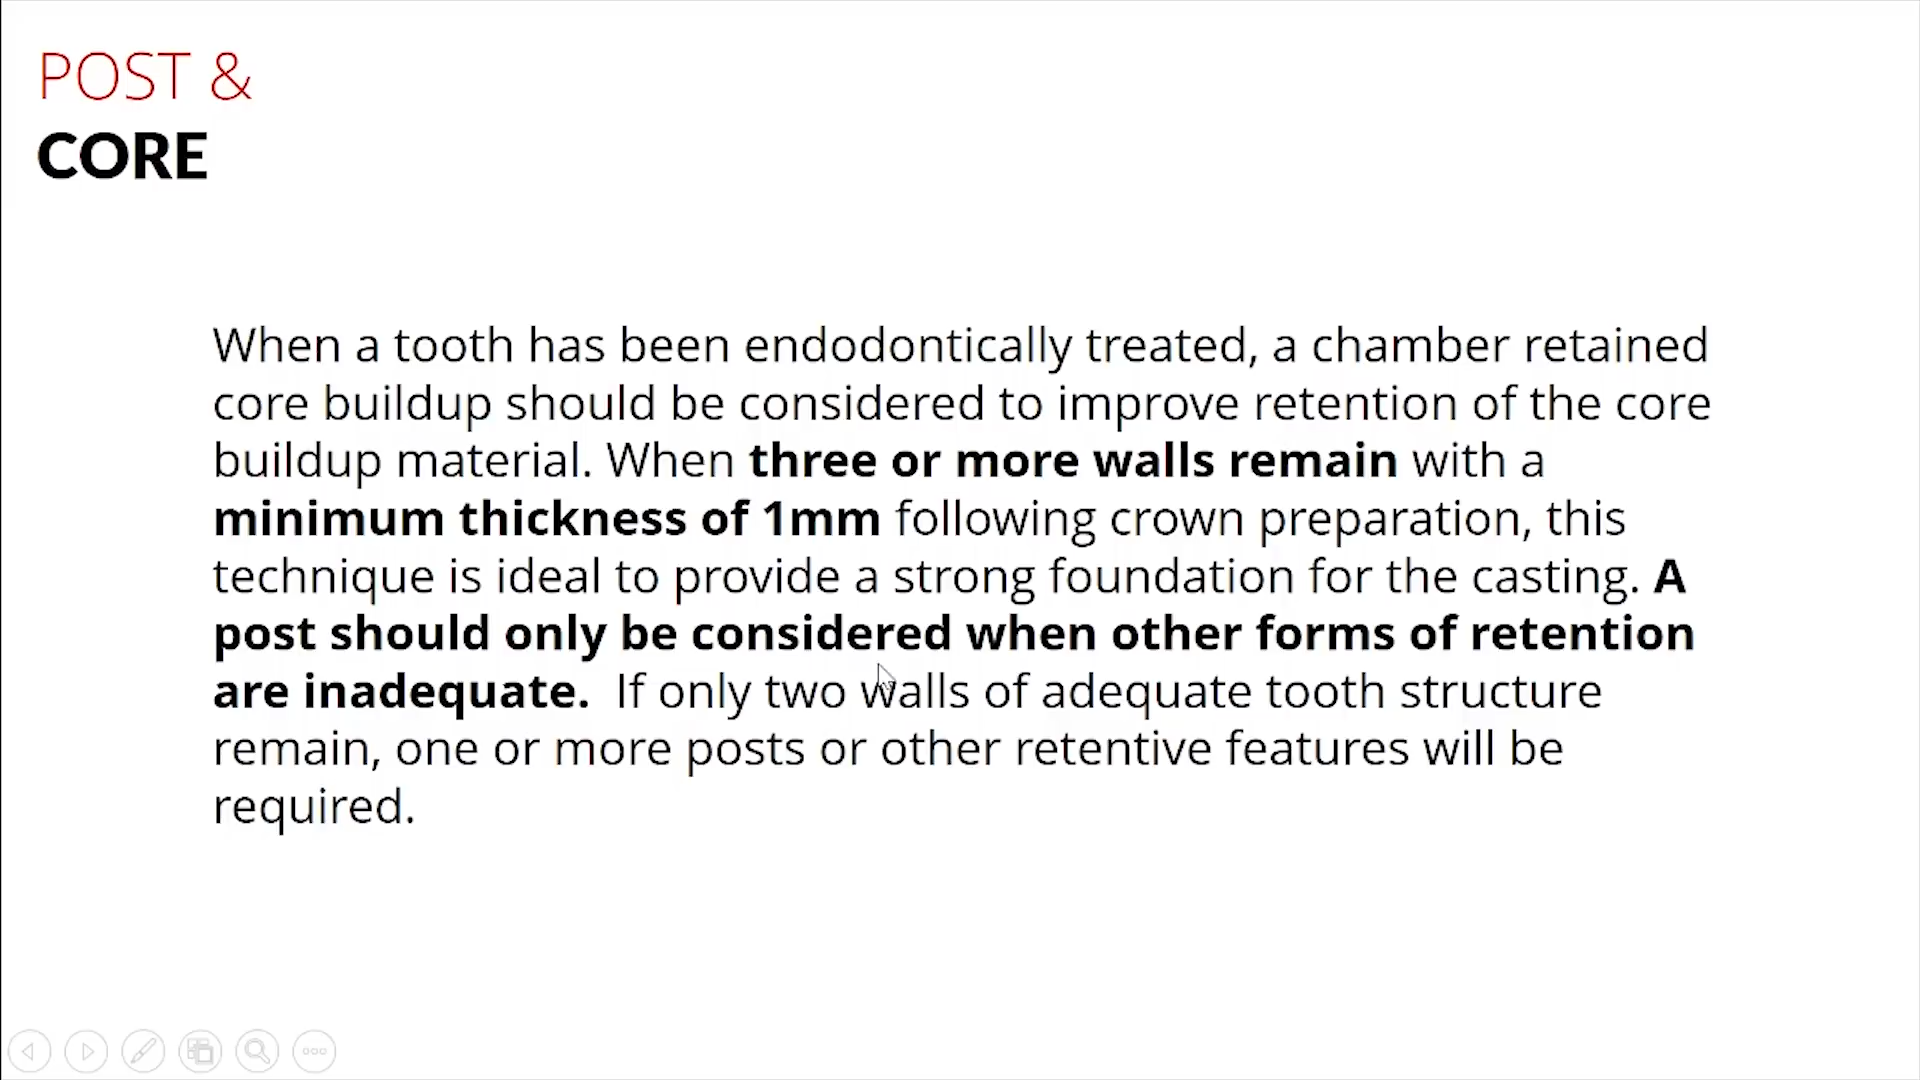 POST &
CORE
When a tooth has been endodontically treated, a chamber retained
core buildup should be considered to improve retention of the core
buildup material. When three or more walls remain with a
minimum thickness of 1mm following crown preparation, this
technique is ideal to provide a strong foundation for the casting. A
post should only be considered when other forms of retention
are inadequate.  If only two walls of adequate tooth structure
remain, one or more posts or other retentive features will be
required.